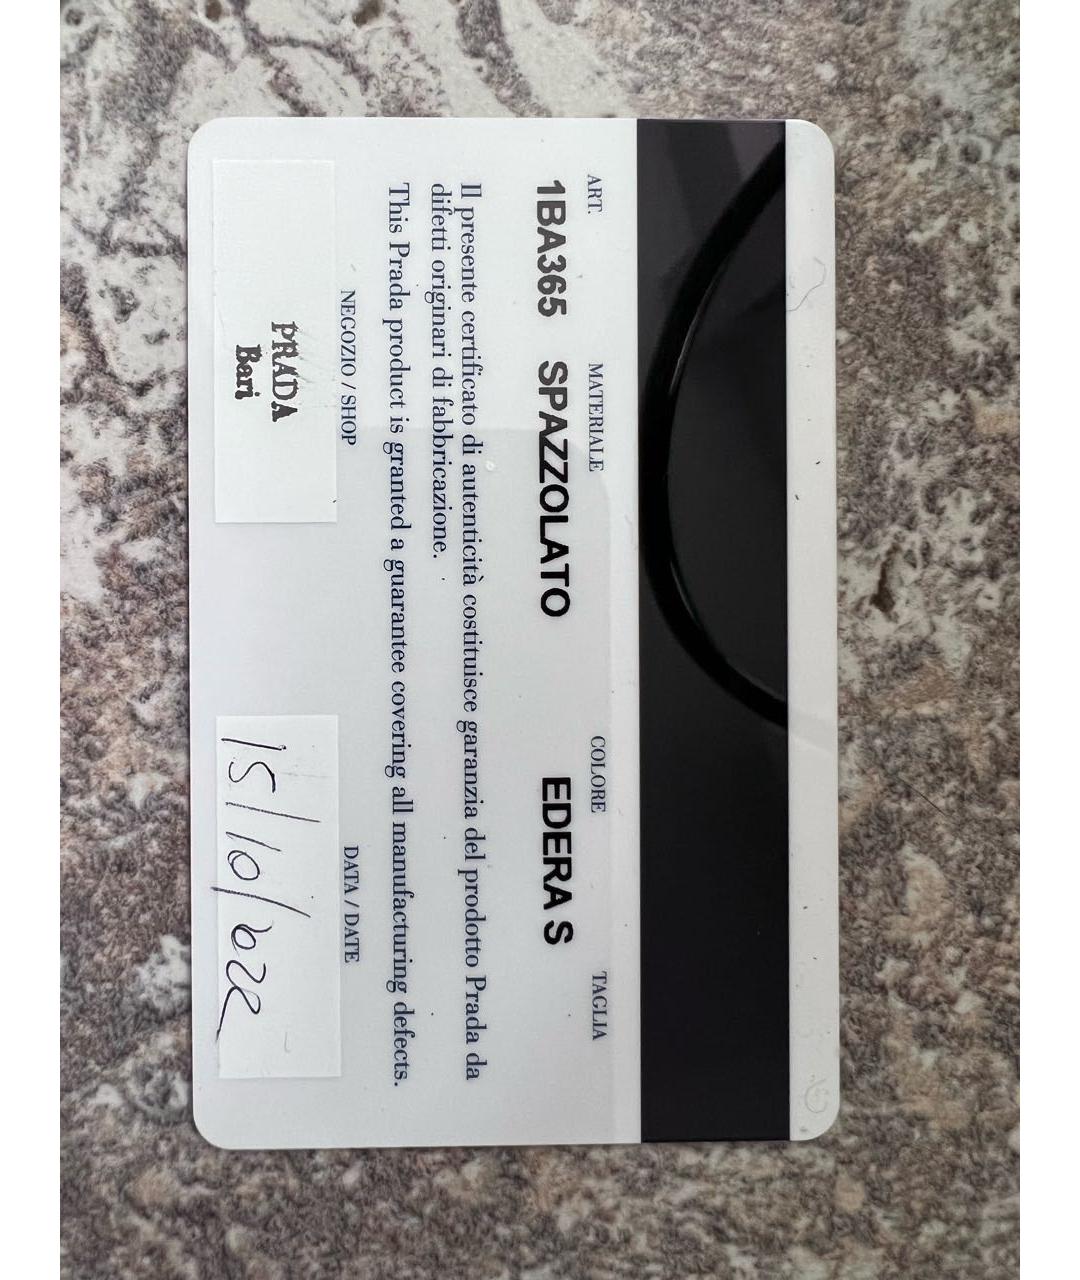 ART. MATERIALE COLORE TAGLIA
1BA365 SPAZZOLATO EDERA S
Il presente certificato di autenticità costituisce garanzia del prodotto Prada da
difetti originari di fabbricazione.
This Prada product is granted a guarantee covering all manufacturing defects.
NEGOZIO / SHOP DATA / DATE
PRADA
Bari
15/10/2022